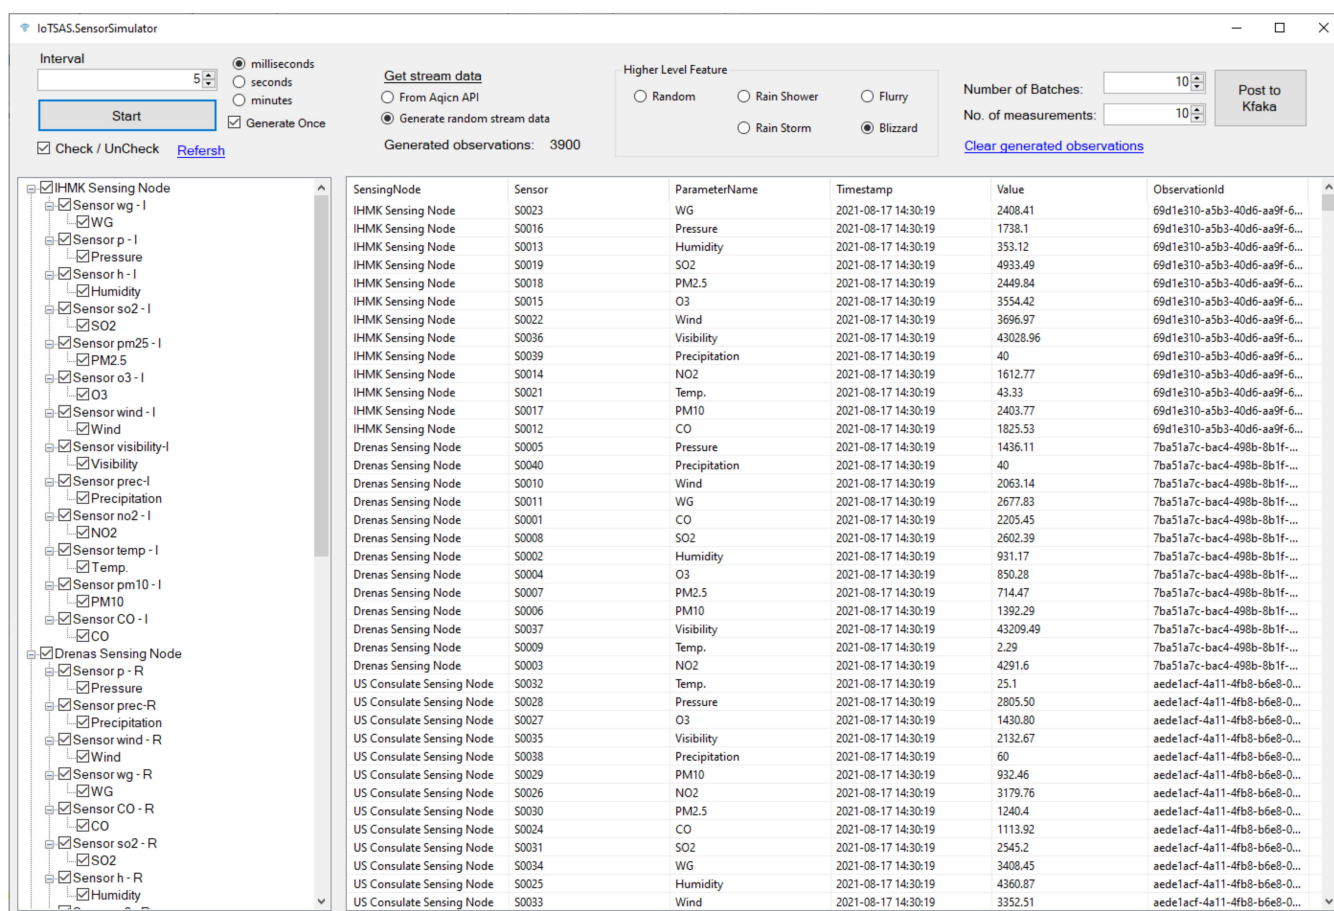 IoTSAS.SensorSimulator
Interval
5
milliseconds
seconds
minutes
Start
Generate Once
Check / UnCheck Refersh
Get stream data
From Aqicn API
Generate random stream data
Generated observations: 3900
Higher Level Feature
Random Rain Shower Flurry
Rain Storm Blizzard
Number of Batches: 10
No. of measurements: 10
Post to
Kfaka
Clear generated observations
IHMK Sensing Node
Sensor wg - I
WG
Sensor p - I
Pressure
Sensor h - I
Humidity
Sensor so2 - I
SO2
Sensor pm25 - I
PM2.5
Sensor o3 - I
O3
Sensor wind - I
Wind
Sensor visibility-I
Visibility
Sensor prec-I
Precipitation
Sensor no2 - I
NO2
Sensor temp - I
Temp.
Sensor pm10 - I
PM10
Sensor CO - I
CO
Drenas Sensing Node
Sensor p - R
Pressure
Sensor prec-R
Precipitation
Sensor wind - R
Wind
Sensor wg - R
WG
Sensor CO - R
CO
Sensor so2 - R
SO2
Sensor h - R
Humidity
SensingNode Sensor ParameterName Timestamp Value ObservationId
IHMK Sensing Node S0023 WG 2021-08-17 14:30:19 2408.41 69d1e310-a5b3-40d6-aa9f-6...
IHMK Sensing Node S0016 Pressure 2021-08-17 14:30:19 1738.1 69d1e310-a5b3-40d6-aa9f-6...
IHMK Sensing Node S0013 Humidity 2021-08-17 14:30:19 353.12 69d1e310-a5b3-40d6-aa9f-6...
IHMK Sensing Node S0019 SO2 2021-08-17 14:30:19 4933.49 69d1e310-a5b3-40d6-aa9f-6...
IHMK Sensing Node S0018 PM2.5 2021-08-17 14:30:19 2449.84 69d1e310-a5b3-40d6-aa9f-6...
IHMK Sensing Node S0015 O3 2021-08-17 14:30:19 3554.42 69d1e310-a5b3-40d6-aa9f-6...
IHMK Sensing Node S0022 Wind 2021-08-17 14:30:19 3696.97 69d1e310-a5b3-40d6-aa9f-6...
IHMK Sensing Node S0036 Visibility 2021-08-17 14:30:19 43028.96 69d1e310-a5b3-40d6-aa9f-6...
IHMK Sensing Node S0039 Precipitation 2021-08-17 14:30:19 40 69d1e310-a5b3-40d6-aa9f-6...
IHMK Sensing Node S0014 NO2 2021-08-17 14:30:19 1612.77 69d1e310-a5b3-40d6-aa9f-6...
IHMK Sensing Node S0021 Temp. 2021-08-17 14:30:19 43.33 69d1e310-a5b3-40d6-aa9f-6...
IHMK Sensing Node S0017 PM10 2021-08-17 14:30:19 2403.77 69d1e310-a5b3-40d6-aa9f-6...
IHMK Sensing Node S0012 CO 2021-08-17 14:30:19 1825.53 69d1e310-a5b3-40d6-aa9f-6...
Drenas Sensing Node S0005 Pressure 2021-08-17 14:30:19 1436.11 7ba51a7c-bac4-498b-8b1f-...
Drenas Sensing Node S0040 Precipitation 2021-08-17 14:30:19 40 7ba51a7c-bac4-498b-8b1f-...
Drenas Sensing Node S0010 Wind 2021-08-17 14:30:19 2063.14 7ba51a7c-bac4-498b-8b1f-...
Drenas Sensing Node S0011 WG 2021-08-17 14:30:19 2677.83 7ba51a7c-bac4-498b-8b1f-...
Drenas Sensing Node S0001 CO 2021-08-17 14:30:19 2205.45 7ba51a7c-bac4-498b-8b1f-...
Drenas Sensing Node S0008 SO2 2021-08-17 14:30:19 2602.39 7ba51a7c-bac4-498b-8b1f-...
Drenas Sensing Node S0002 Humidity 2021-08-17 14:30:19 931.17 7ba51a7c-bac4-498b-8b1f-...
Drenas Sensing Node S0004 O3 2021-08-17 14:30:19 850.28 7ba51a7c-bac4-498b-8b1f-...
Drenas Sensing Node S0007 PM2.5 2021-08-17 14:30:19 714.47 7ba51a7c-bac4-498b-8b1f-...
Drenas Sensing Node S0006 PM10 2021-08-17 14:30:19 1392.29 7ba51a7c-bac4-498b-8b1f-...
Drenas Sensing Node S0037 Visibility 2021-08-17 14:30:19 43209.49 7ba51a7c-bac4-498b-8b1f-...
Drenas Sensing Node S0009 Temp. 2021-08-17 14:30:19 2.29 7ba51a7c-bac4-498b-8b1f-...
Drenas Sensing Node S0003 NO2 2021-08-17 14:30:19 4291.6 7ba51a7c-bac4-498b-8b1f-...
US Consulate Sensing Node S0032 Temp. 2021-08-17 14:30:19 25.1 aede1acf-4a11-4fb8-b6e8-0...
US Consulate Sensing Node S0028 Pressure 2021-08-17 14:30:19 2805.50 aede1acf-4a11-4fb8-b6e8-0...
US Consulate Sensing Node S0027 O3 2021-08-17 14:30:19 1430.80 aede1acf-4a11-4fb8-b6e8-0...
US Consulate Sensing Node S0035 Visibility 2021-08-17 14:30:19 2132.67 aede1acf-4a11-4fb8-b6e8-0...
US Consulate Sensing Node S0038 Precipitation 2021-08-17 14:30:19 60 aede1acf-4a11-4fb8-b6e8-0...
US Consulate Sensing Node S0029 PM10 2021-08-17 14:30:19 932.46 aede1acf-4a11-4fb8-b6e8-0...
US Consulate Sensing Node S0026 NO2 2021-08-17 14:30:19 3179.76 aede1acf-4a11-4fb8-b6e8-0...
US Consulate Sensing Node S0030 PM2.5 2021-08-17 14:30:19 1240.4 aede1acf-4a11-4fb8-b6e8-0...
US Consulate Sensing Node S0024 CO 2021-08-17 14:30:19 1113.92 aede1acf-4a11-4fb8-b6e8-0...
US Consulate Sensing Node S0031 SO2 2021-08-17 14:30:19 2545.2 aede1acf-4a11-4fb8-b6e8-0...
US Consulate Sensing Node S0034 WG 2021-08-17 14:30:19 3408.45 aede1acf-4a11-4fb8-b6e8-0...
US Consulate Sensing Node S0025 Humidity 2021-08-17 14:30:19 4360.87 aede1acf-4a11-4fb8-b6e8-0...
US Consulate Sensing Node S0033 Wind 2021-08-17 14:30:19 3352.51 aede1acf-4a11-4fb8-b6e8-0...